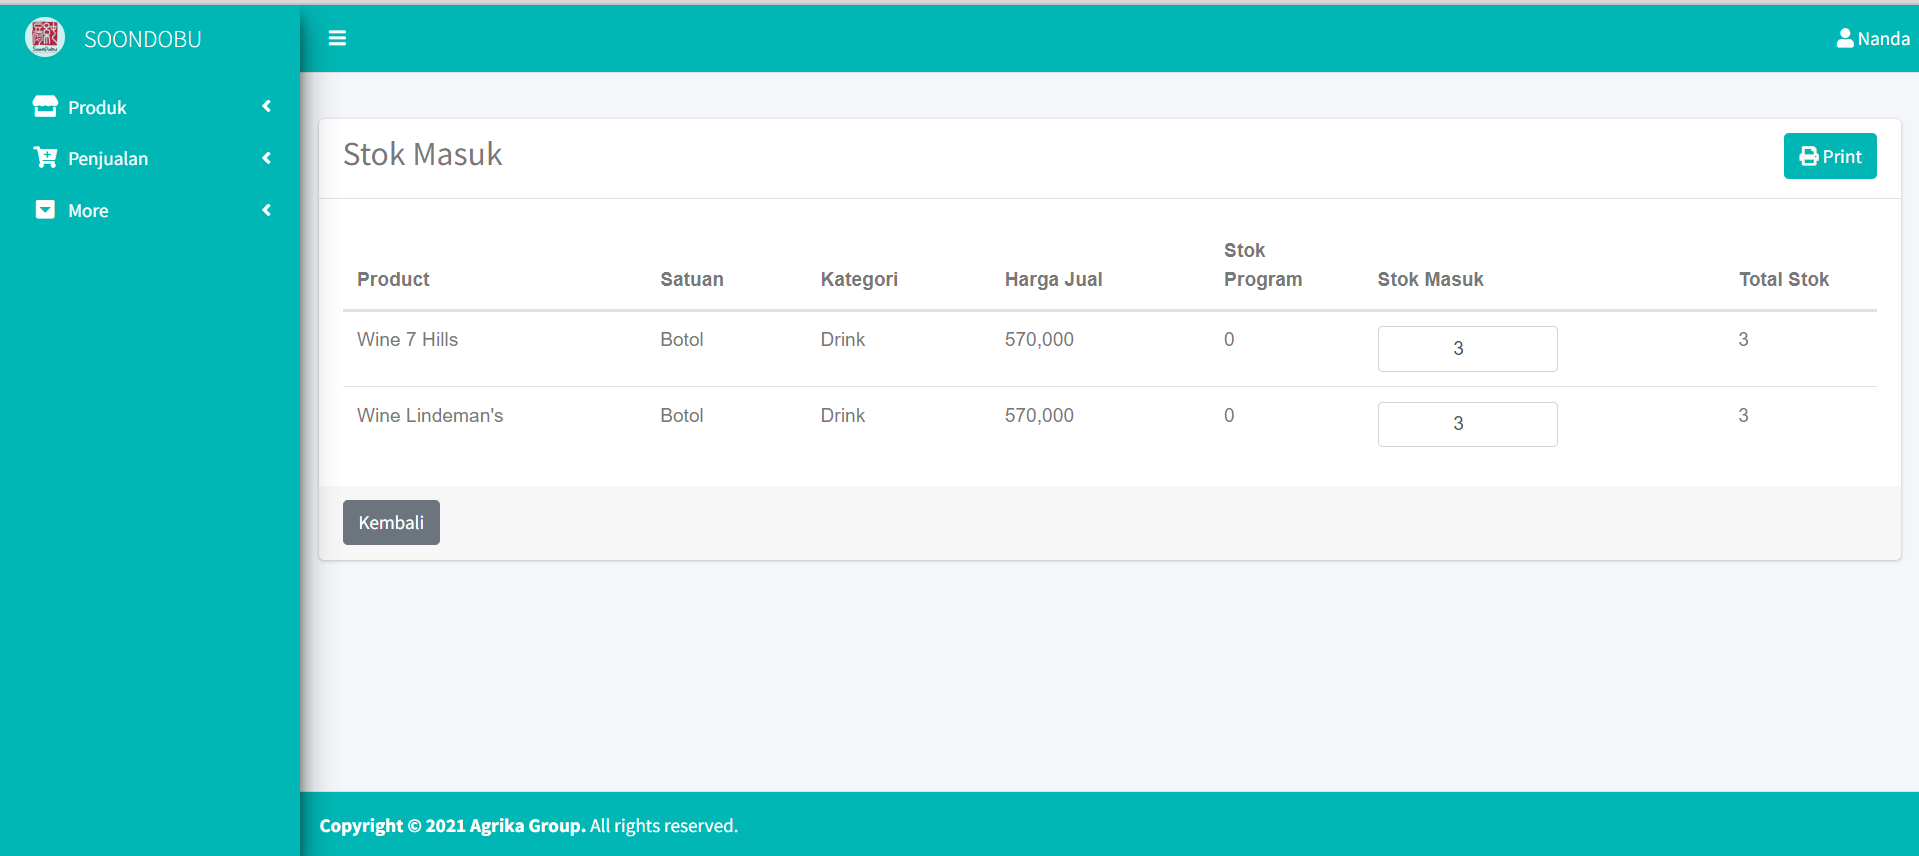 SOONDOBU
Nanda
Produk
Penjualan
More
Stok Masuk
Print
Product Satuan Kategori Harga Jual Stok Program Stok Masuk Total Stok
Wine 7 Hills Botol Drink 570,000 0 3 3
Wine Lindeman's Botol Drink 570,000 0 3 3
Kembali
Copyright © 2021 Agrika Group. All rights reserved.